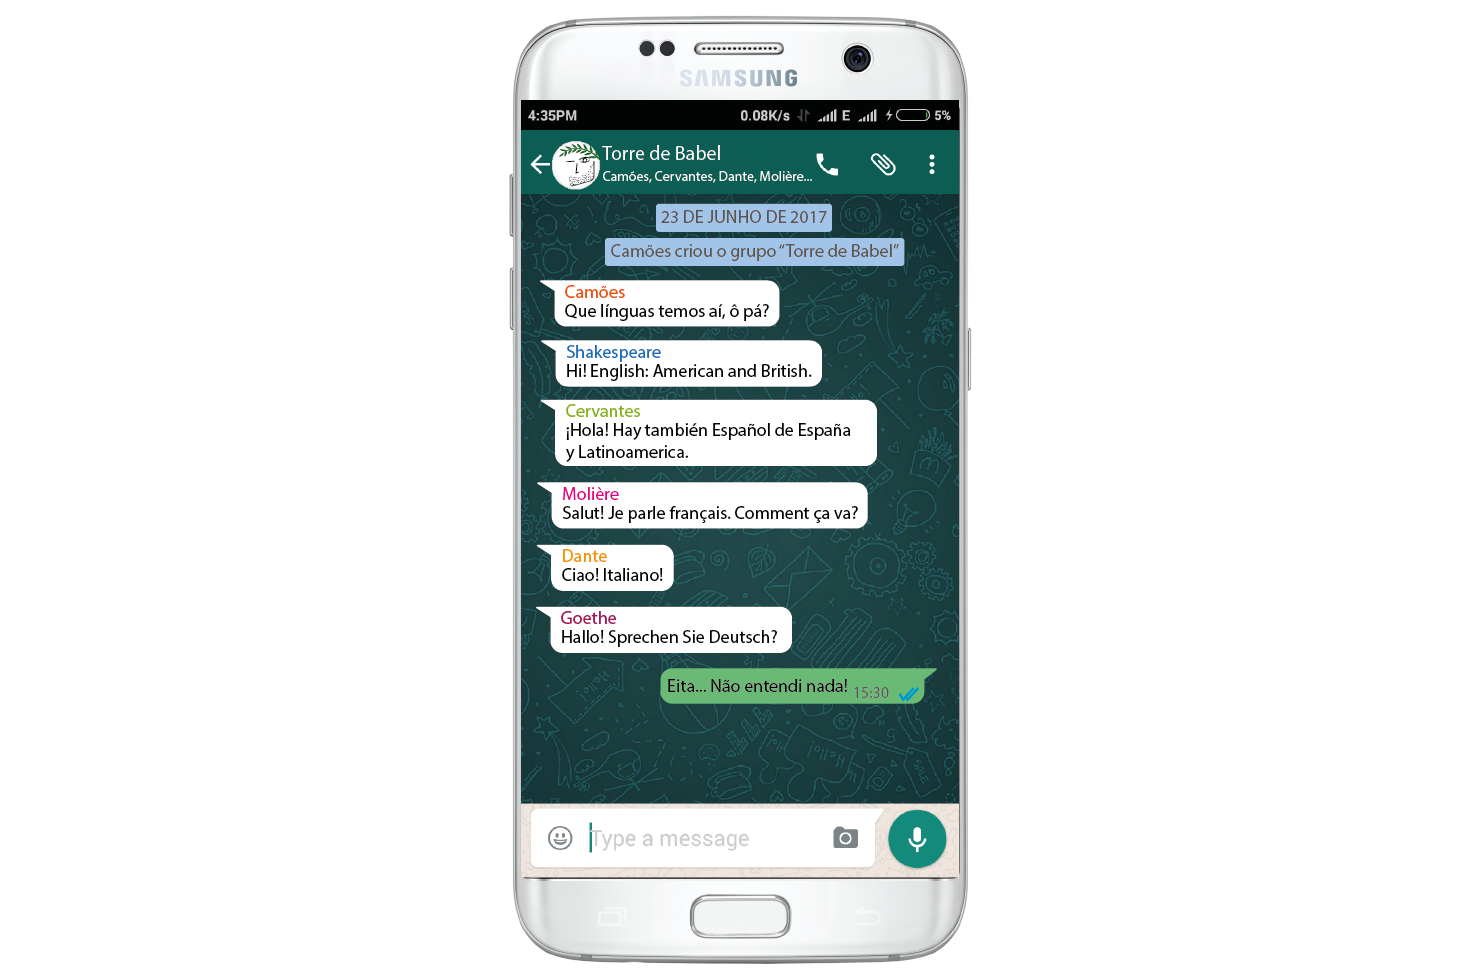 SAMSUNG
4:35PM 0.08K/s E 5%
Torre de Babel
Camões, Cervantes, Dante, Molière...
23 DE JUNHO DE 2017
Camões criou o grupo “Torre de Babel”
Camões
Que línguas temos aí, ô pá?
Shakespeare
Hi! English: American and British.
Cervantes
¡Hola! Hay también Español de España
y Latinoamerica.
Molière
Salut! Je parle français. Comment ça va?
Dante
Ciao! Italiano!
Goethe
Hallo! Sprechen Sie Deutsch?
Eita... Não entendi nada! 15:30
Type a message